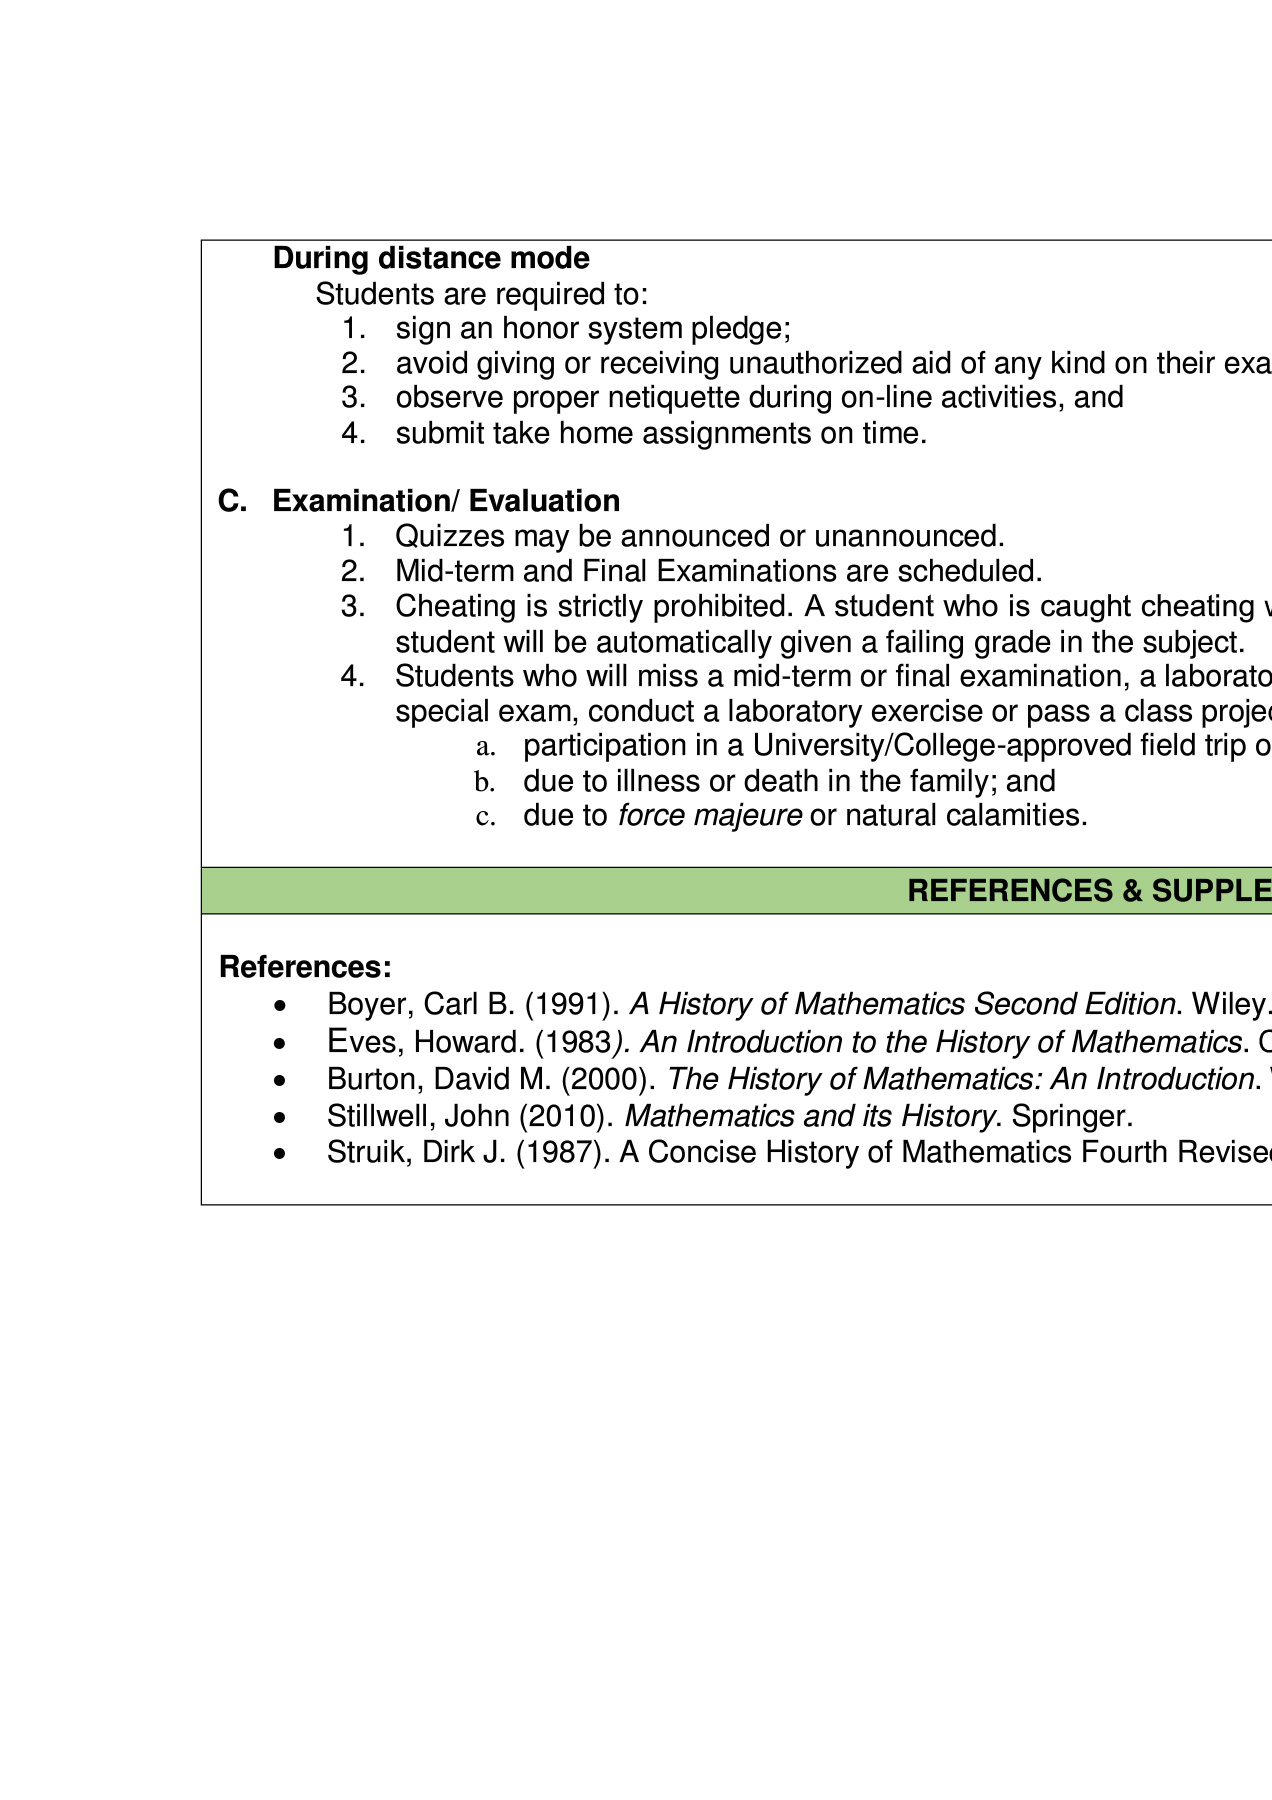 During distance mode
Students are required to:
1. sign an honor system pledge;
2. avoid giving or receiving unauthorized aid of any kind on their exa
3. observe proper netiquette during on-line activities, and
4. submit take home assignments on time.
C. Examination/ Evaluation
1. Quizzes may be announced or unannounced.
2. Mid-term and Final Examinations are scheduled.
3. Cheating is strictly prohibited. A student who is caught cheating
student will be automatically given a failing grade in the subject.
4. Students who will miss a mid-term or final examination, a laborato
special exam, conduct a laboratory exercise or pass a class projec
a. participation in a University/College-approved field trip o
b. due to illness or death in the family; and
c. due to force majeure or natural calamities.
REFERENCES & SUPPLE
References:
• Boyer, Carl B. (1991). A History of Mathematics Second Edition. Wiley.
• Eves, Howard. (1983). An Introduction to the History of Mathematics.
• Burton, David M. (2000). The History of Mathematics: An Introduction.
• Stillwell, John (2010). Mathematics and its History. Springer.
• Struik, Dirk J. (1987). A Concise History of Mathematics Fourth Revised